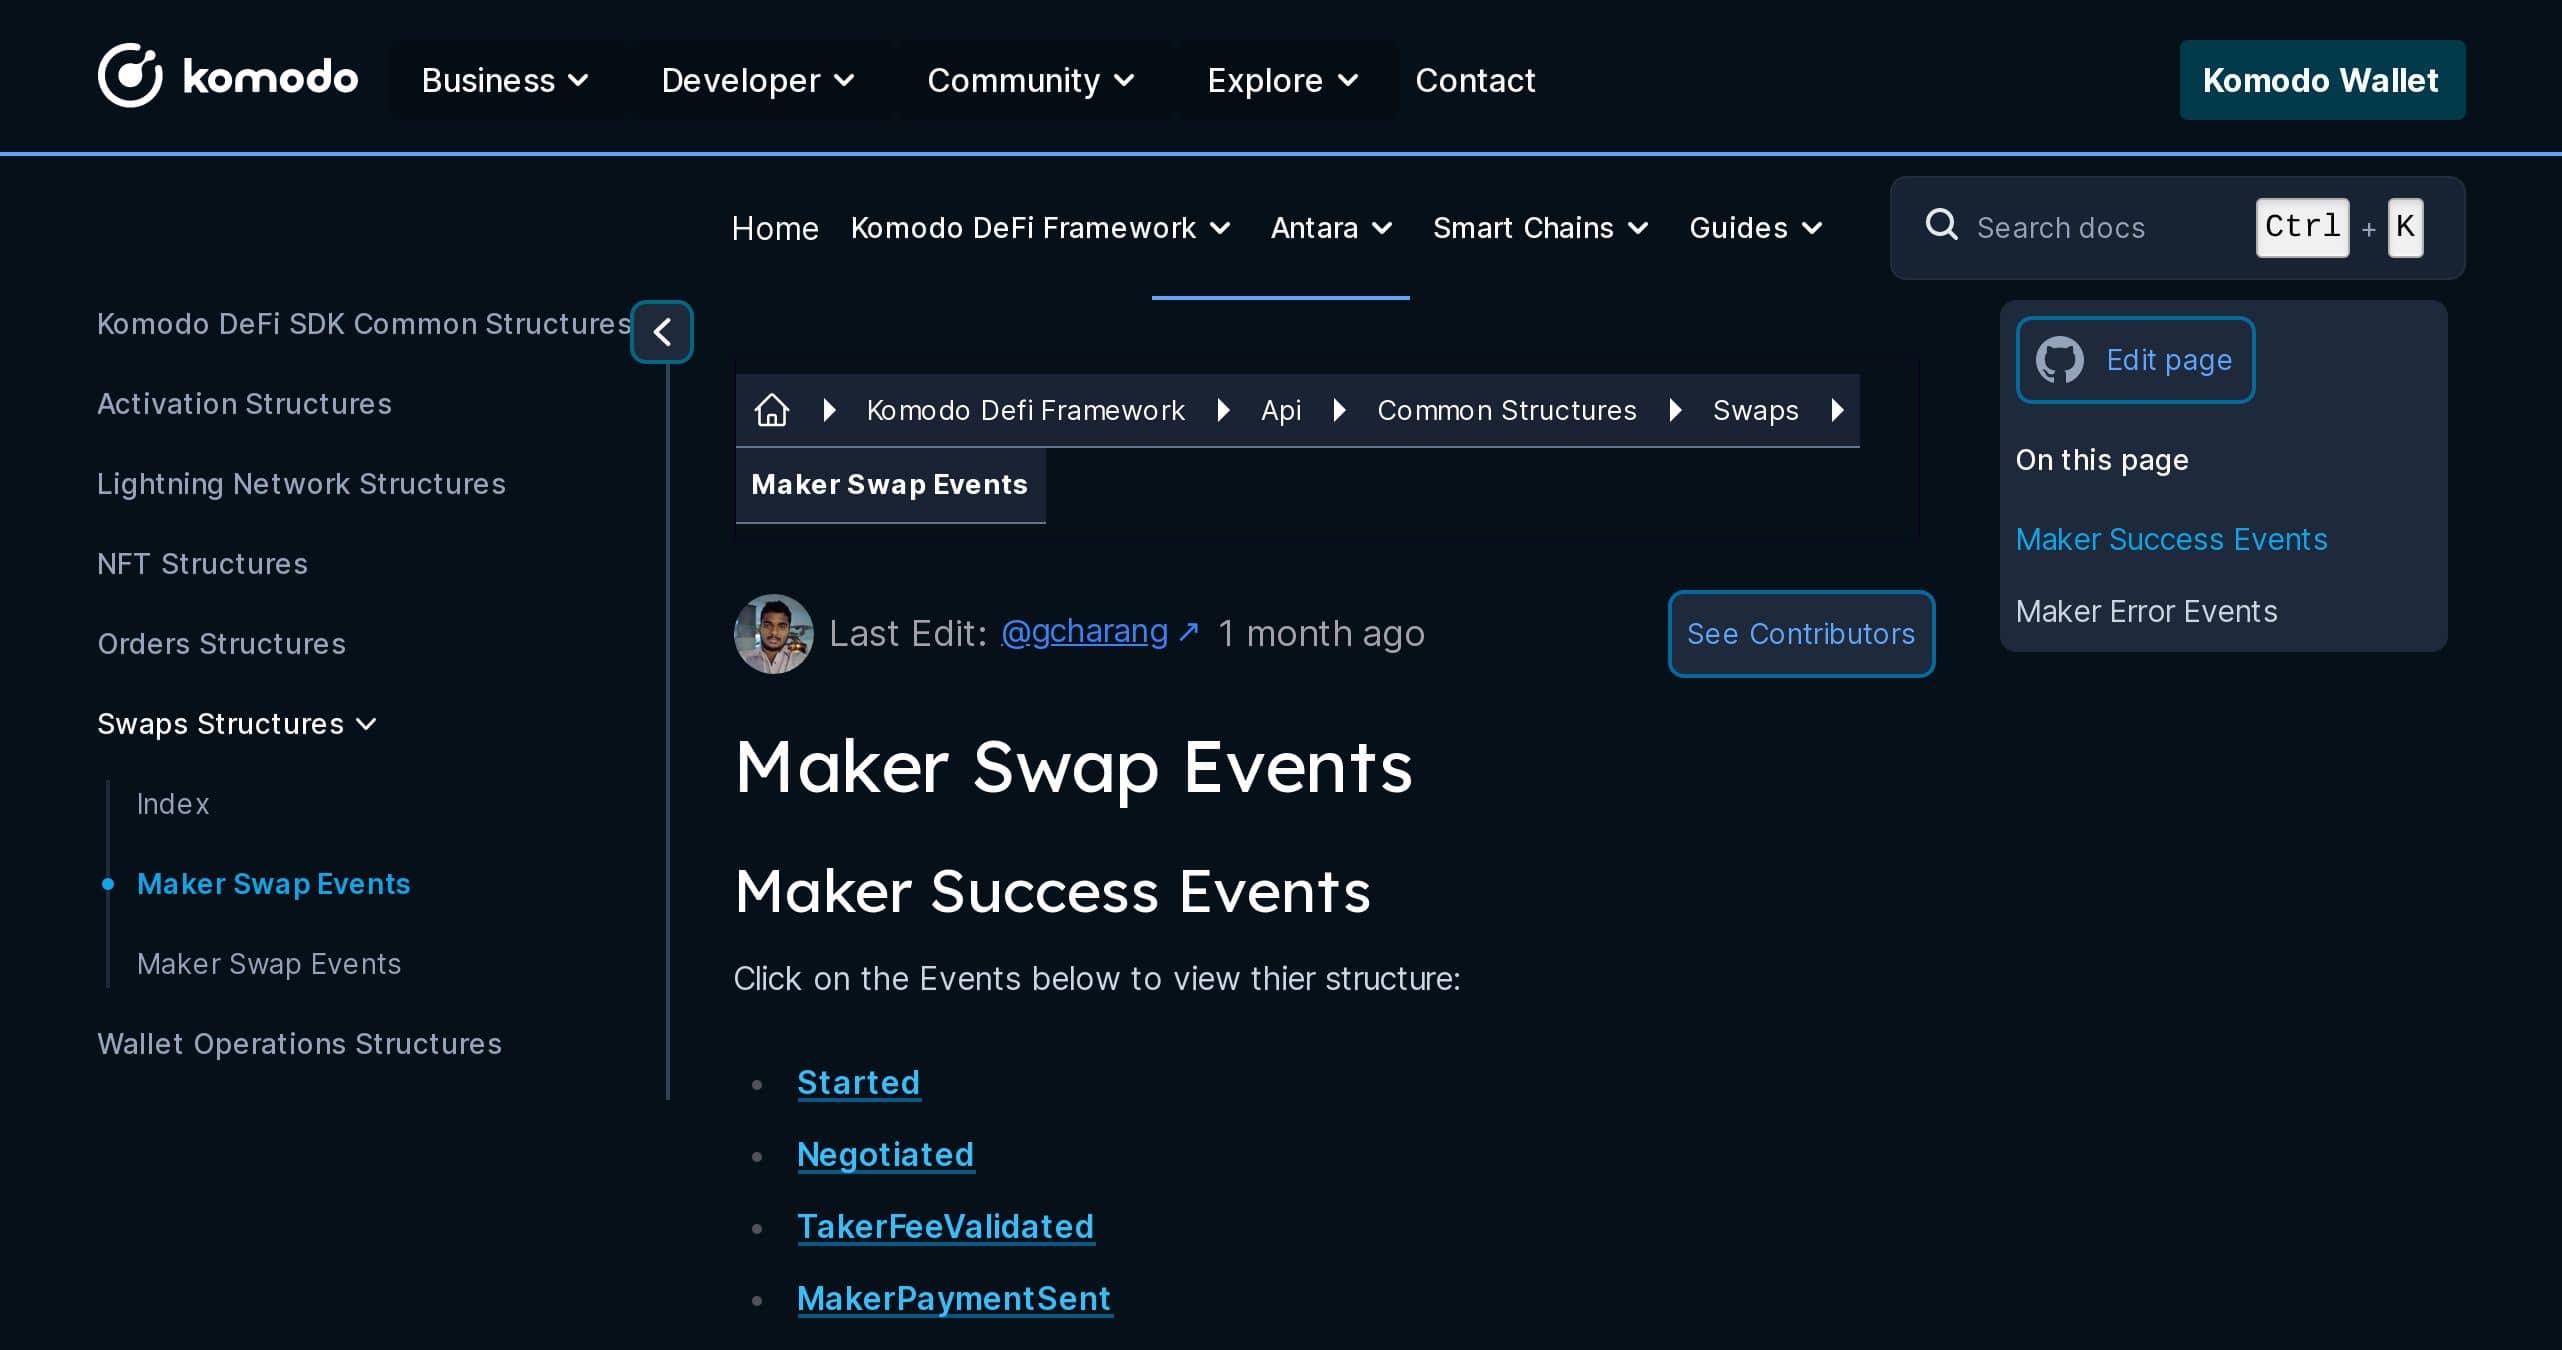 komodo Business Developer Community Explore Contact Komodo Wallet
Home Komodo DeFi Framework Antara Smart Chains Guides Search docs Ctrl + K
Komodo DeFi SDK Common Structures
Activation Structures
Lightning Network Structures
NFT Structures
Orders Structures
Swaps Structures
Index
Maker Swap Events
Maker Swap Events
Wallet Operations Structures
Komodo Defi Framework Api Common Structures Swaps
Maker Swap Events
Last Edit: @gcharang ↗ 1 month ago See Contributors
Maker Swap Events
Maker Success Events
Click on the Events below to view thier structure:
• Started
• Negotiated
• TakerFeeValidated
• MakerPaymentSent
Edit page
On this page
Maker Success Events
Maker Error Events